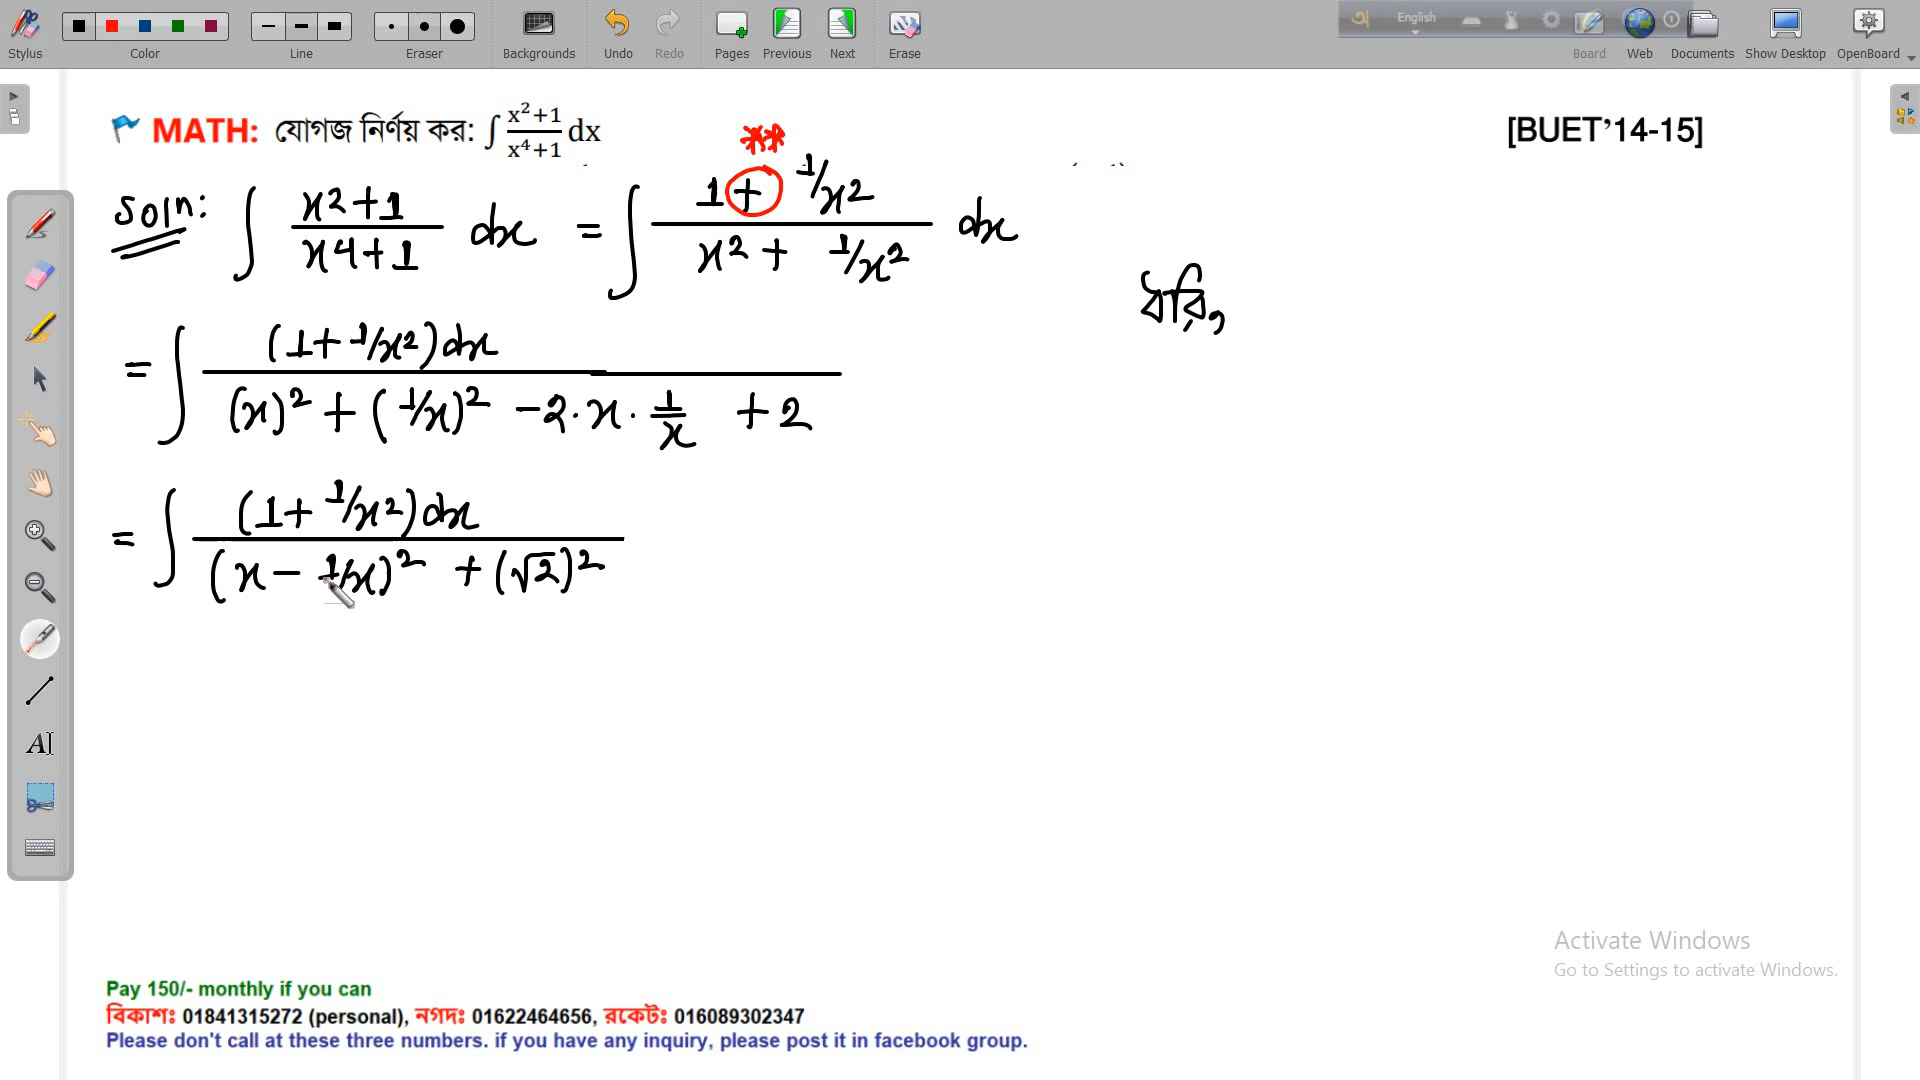 Stylus Color Line Eraser Backgrounds Undo Redo Pages Previous Next Erase English Board Web Documents Show Desktop OpenBoard
MATH: যোগজ নির্ণয় কর: ∫ (x²+1)/(x⁴+1) dx [BUET’14-15]
**
Soln: ∫ (x²+1)/(x⁴+1) dx = ∫ (1 + 1/x²)/(x² + 1/x²) dx
ধরি,
= ∫ (1+1/x²)dx / ((x)² + (1/x)² -2·x·1/x +2)
= ∫ (1+1/x²)dx / ((x - 1/x)² + (√2)²)
Activate Windows
Go to Settings to activate Windows.
Pay 150/- monthly if you can
বিকাশঃ 01841315272 (personal), নগদঃ 01622464656, রকেটঃ 016089302347
Please don't call at these three numbers. if you have any inquiry, please post it in facebook group.